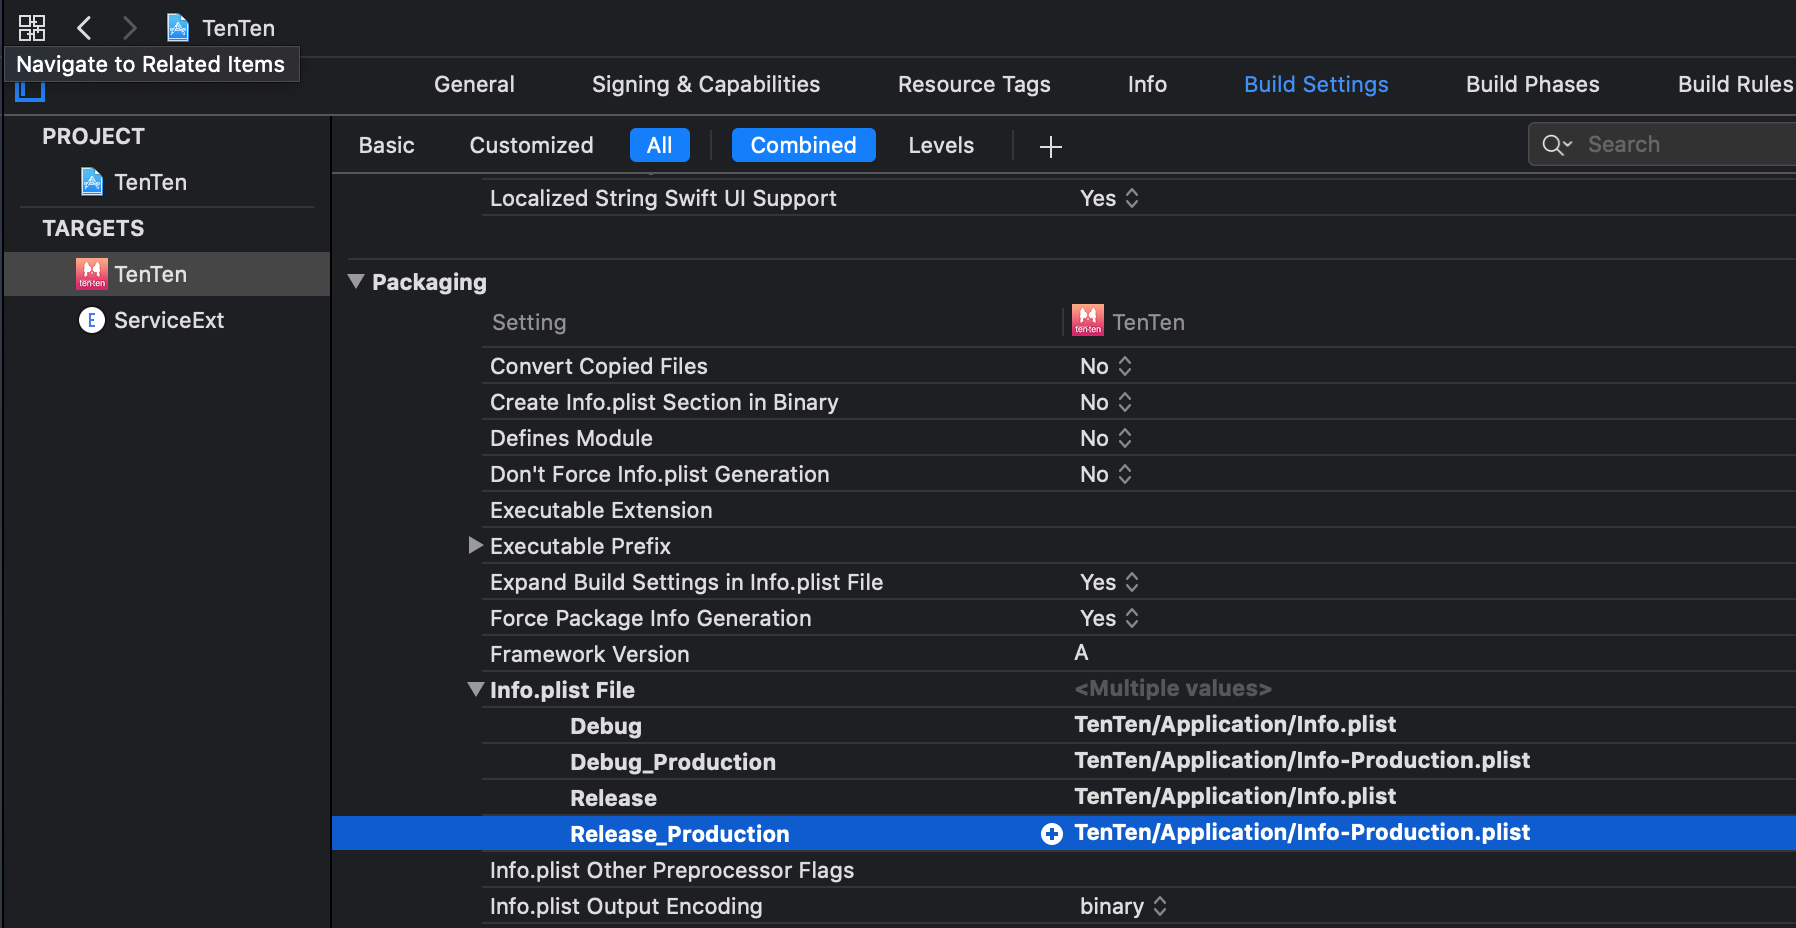 TenTen
Navigate to Related Items
General Signing & Capabilities Resource Tags Info Build Settings Build Phases Build Rules
PROJECT
TenTen
TARGETS
TenTen
ServiceExt
Basic Customized All Combined Levels Search
Localized String Swift UI Support Yes
Packaging
Setting TenTen
Convert Copied Files No
Create Info.plist Section in Binary No
Defines Module No
Don't Force Info.plist Generation No
Executable Extension
Executable Prefix
Expand Build Settings in Info.plist File Yes
Force Package Info Generation Yes
Framework Version A
Info.plist File <Multiple values>
Debug TenTen/Application/Info.plist
Debug_Production TenTen/Application/Info-Production.plist
Release TenTen/Application/Info.plist
Release_Production TenTen/Application/Info-Production.plist
Info.plist Other Preprocessor Flags
Info.plist Output Encoding binary